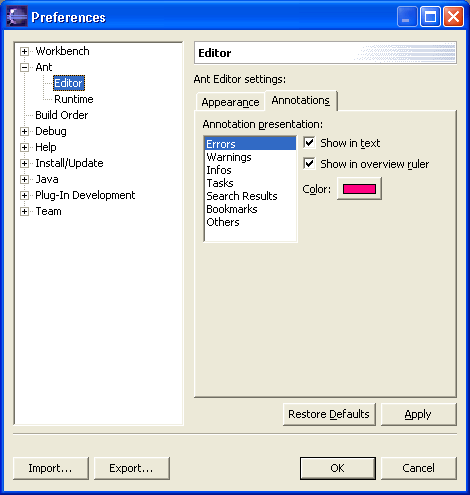 Preferences
Workbench
Ant
Editor
Runtime
Build Order
Debug
Help
Install/Update
Java
Plug-In Development
Team
Editor
Ant Editor settings:
Appearance Annotations
Annotation presentation:
Errors
Warnings
Infos
Tasks
Search Results
Bookmarks
Others
Show in text
Show in overview ruler
Color:
Restore Defaults Apply
Import... Export... OK Cancel